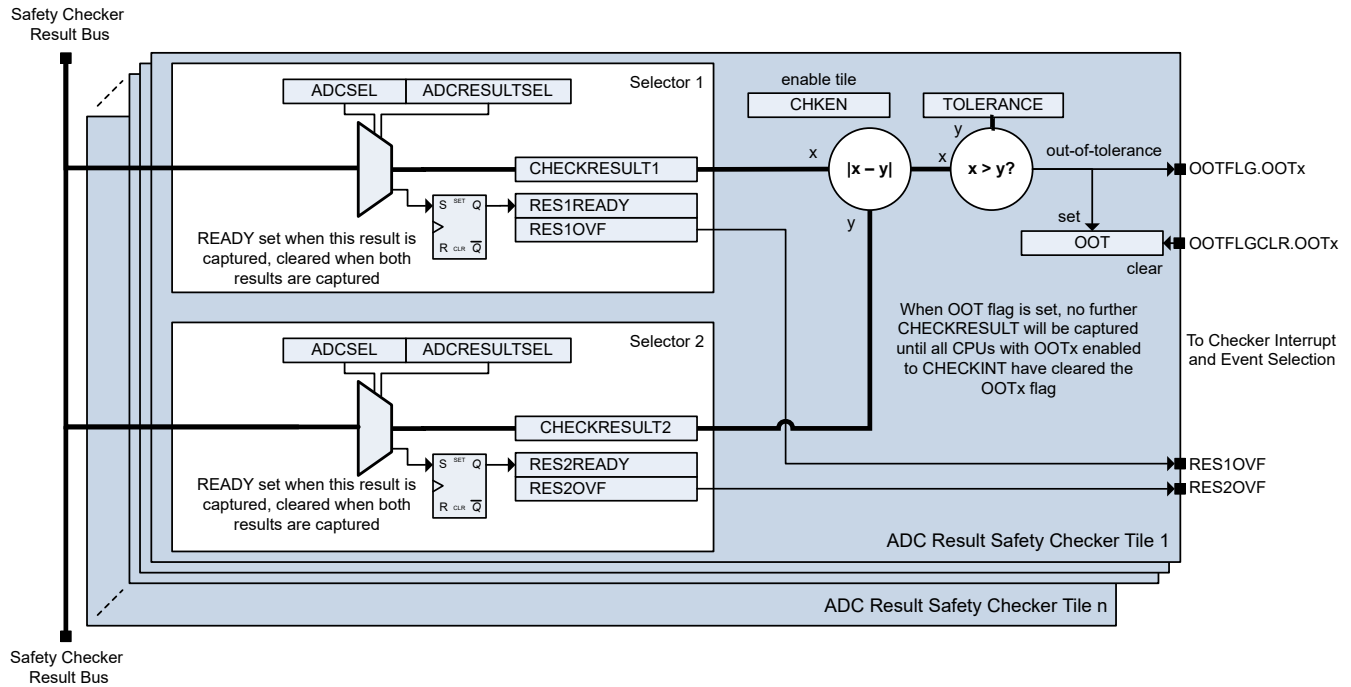 Safety Checker
Result Bus
Selector 1
ADCSEL
ADCRESULTSEL
CHECKRESULT1
S SET Q
R CLR Q
RES1READY
RES1OVF
READY set when this result is
captured, cleared when both
results are captured
enable tile
CHKEN
TOLERANCE
x
|x – y|
y
x
y
x > y?
out-of-tolerance
OOTFLG.OOTx
set
OOT
OOTFLGCLR.OOTx
clear
When OOT flag is set, no further
CHECKRESULT will be captured
until all CPUs with OOTx enabled
to CHECKINT have cleared the
OOTx flag
To Checker Interrupt
and Event Selection
Selector 2
ADCSEL
ADCRESULTSEL
CHECKRESULT2
S SET Q
R CLR Q
RES2READY
RES2OVF
READY set when this result is
captured, cleared when both
results are captured
RES1OVF
RES2OVF
ADC Result Safety Checker Tile 1
ADC Result Safety Checker Tile n
Safety Checker
Result Bus